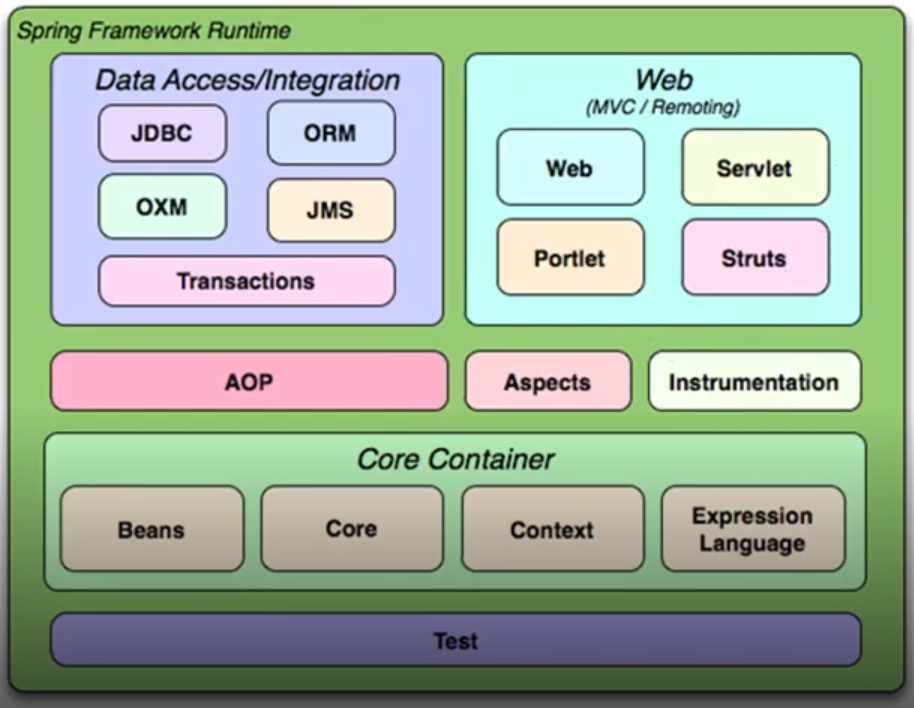 Spring Framework Runtime
Data Access/Integration
JDBC
ORM
OXM
JMS
Transactions
Web
(MVC / Remoting)
Web
Servlet
Portlet
Struts
AOP
Aspects
Instrumentation
Core Container
Beans
Core
Context
Expression
Language
Test